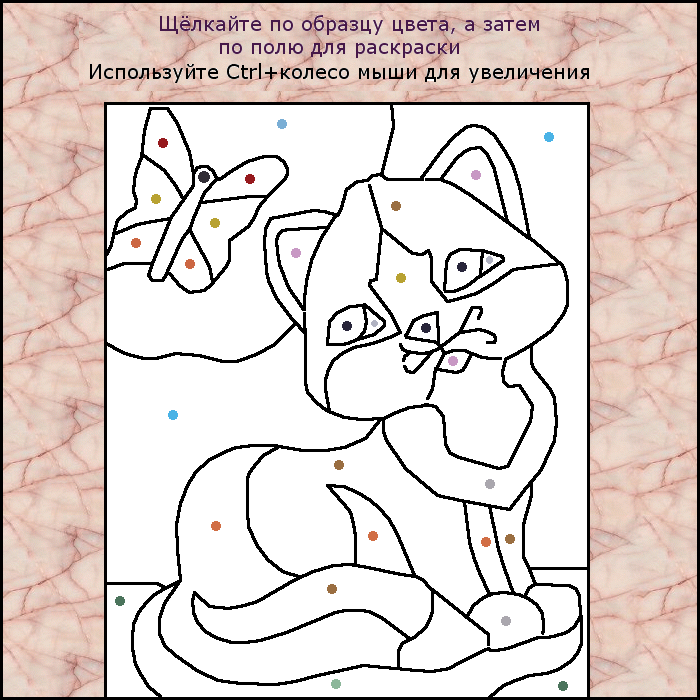 Щёлкайте по образцу цвета, а затем
по полю для раскраски
Используйте Ctrl+колесо мыши для увеличения